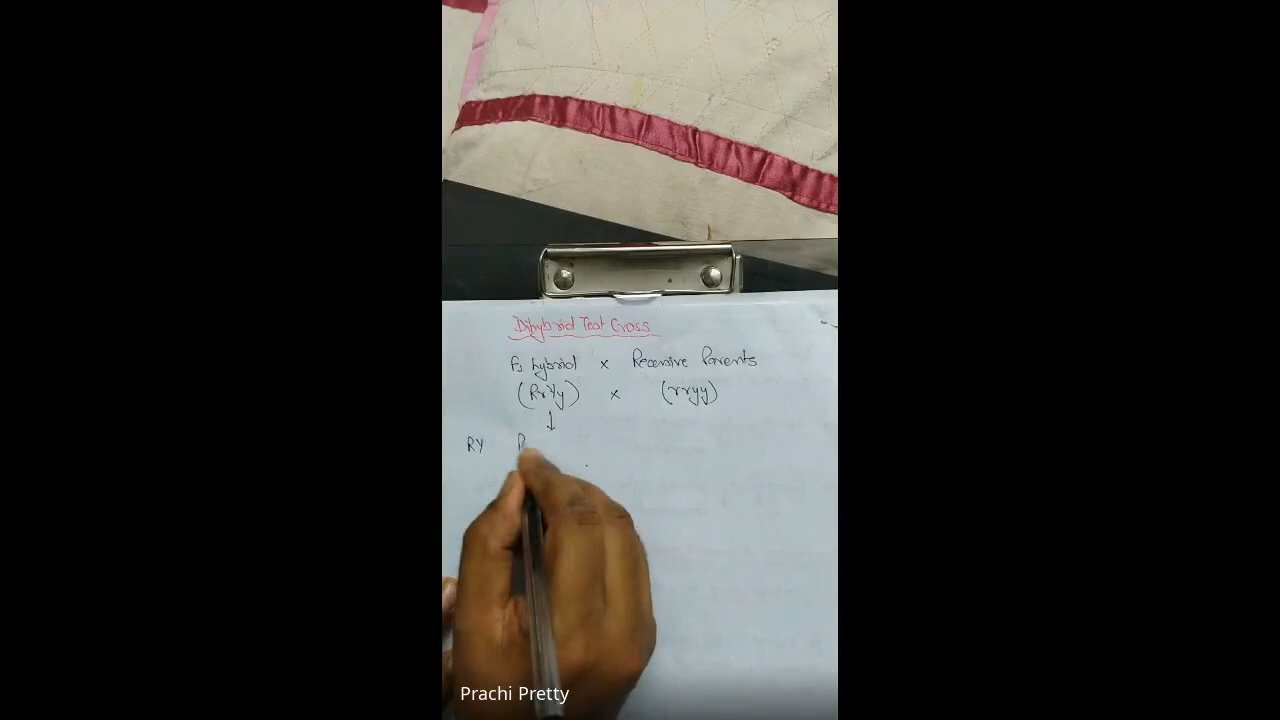 Dihybrid Test Cross
F1 hybrid × Recessive Parents
(RrYy) × (rryy)
↓
RY R
Prachi Pretty